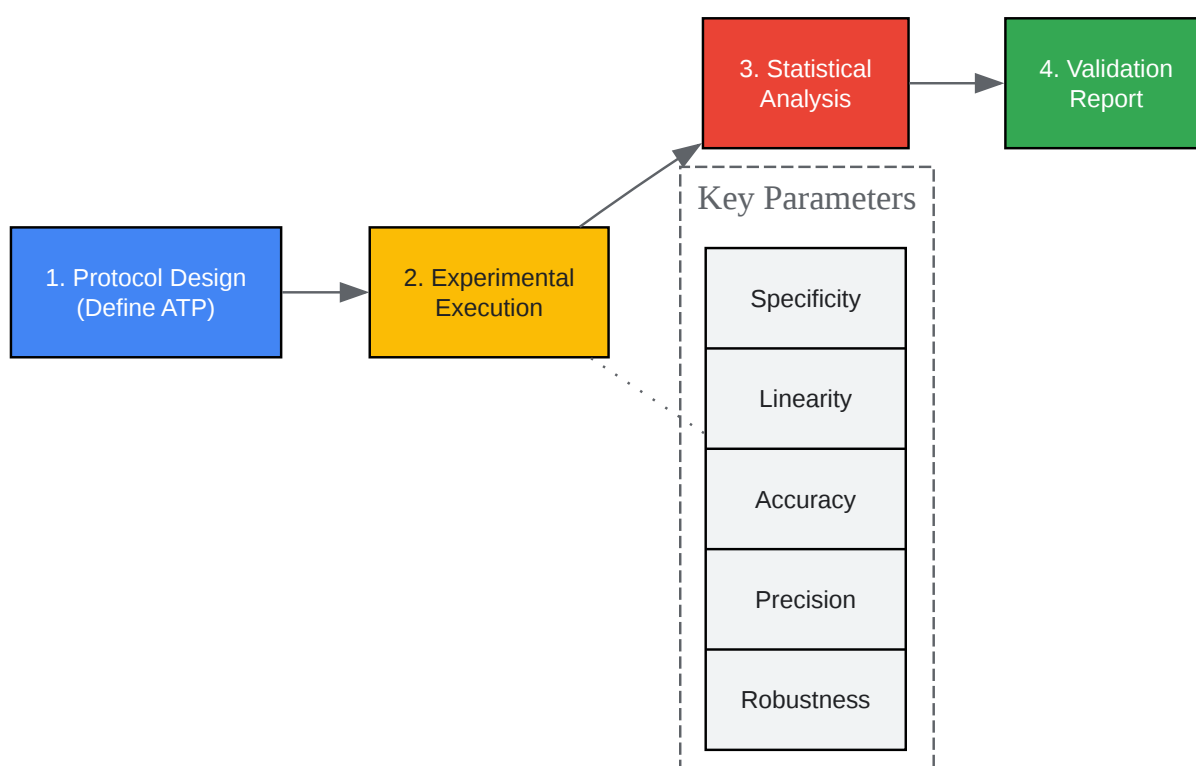 1. Protocol Design
(Define ATP)
2. Experimental
Execution
3. Statistical
Analysis
4. Validation
Report
Key Parameters
Specificity
Linearity
Accuracy
Precision
Robustness